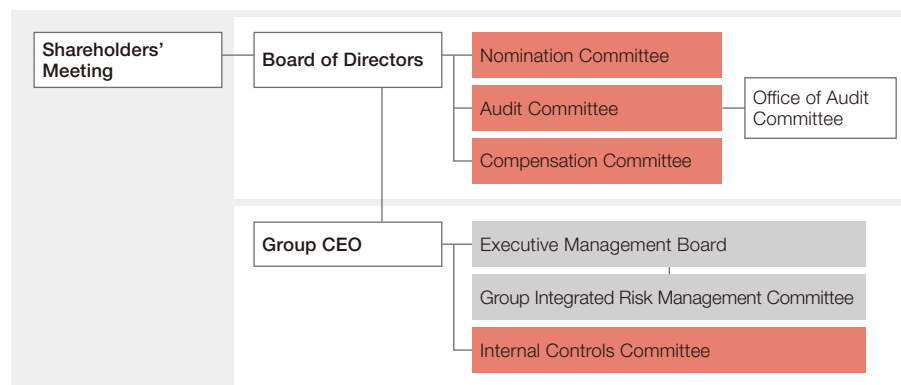 Shareholders’
Meeting
Board of Directors
Nomination Committee
Audit Committee
Office of Audit
Committee
Compensation Committee
Group CEO
Executive Management Board
Group Integrated Risk Management Committee
Internal Controls Committee